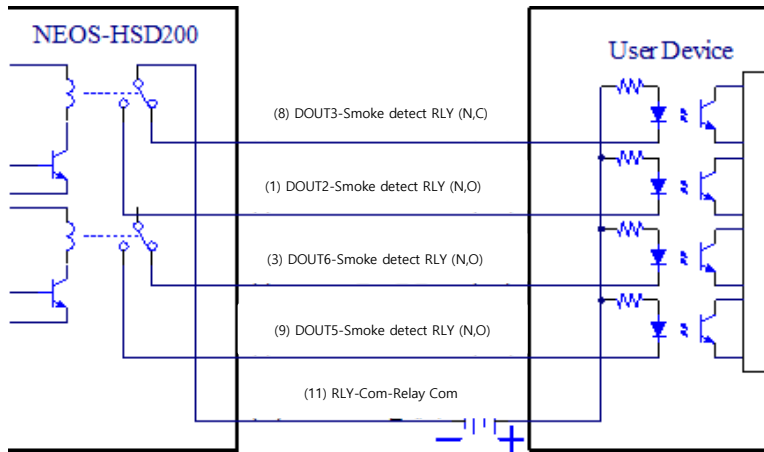 NEOS-HSD200
User Device
(8) DOUT3-Smoke detect RLY (N,C)
(1) DOUT2-Smoke detect RLY (N,O)
(3) DOUT6-Smoke detect RLY (N,O)
(9) DOUT5-Smoke detect RLY (N,O)
(11) RLY-Com-Relay Com
− +